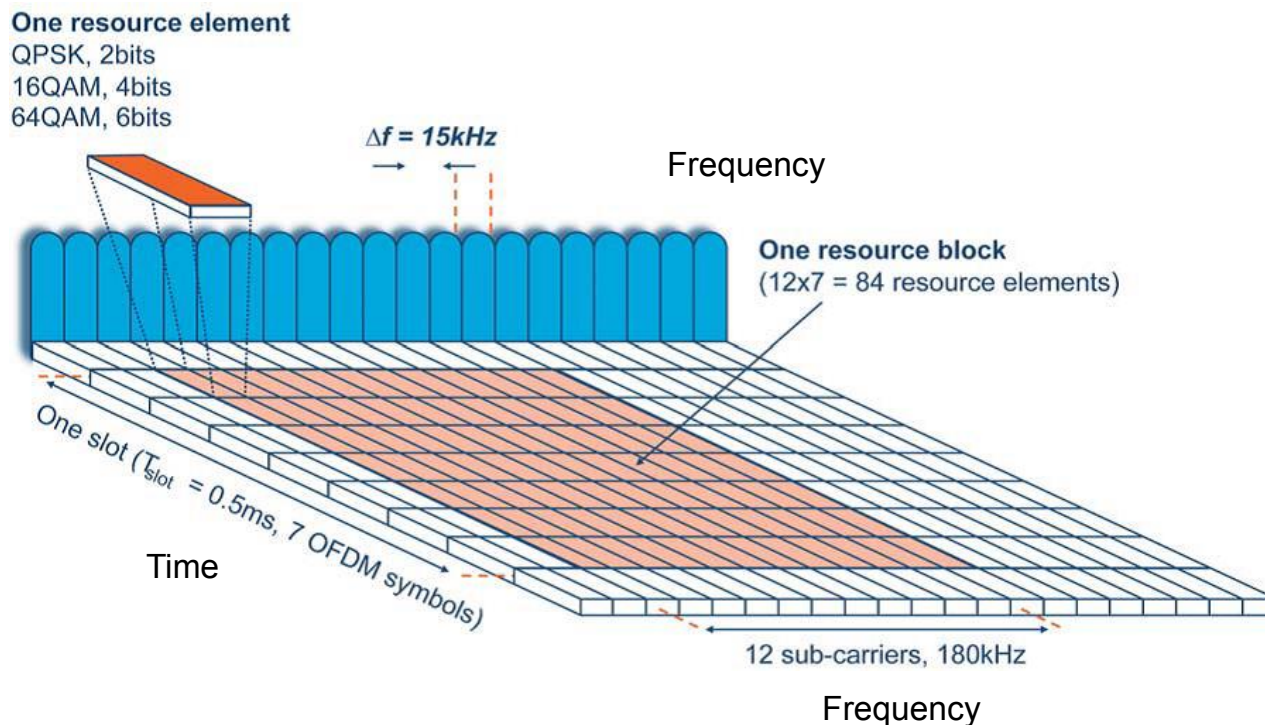 One resource element
QPSK, 2bits
16QAM, 4bits
64QAM, 6bits
Δf = 15kHz
Frequency
One resource block
(12x7 = 84 resource elements)
One slot (Tslot = 0.5ms, 7 OFDM symbols)
Time
12 sub-carriers, 180kHz
Frequency